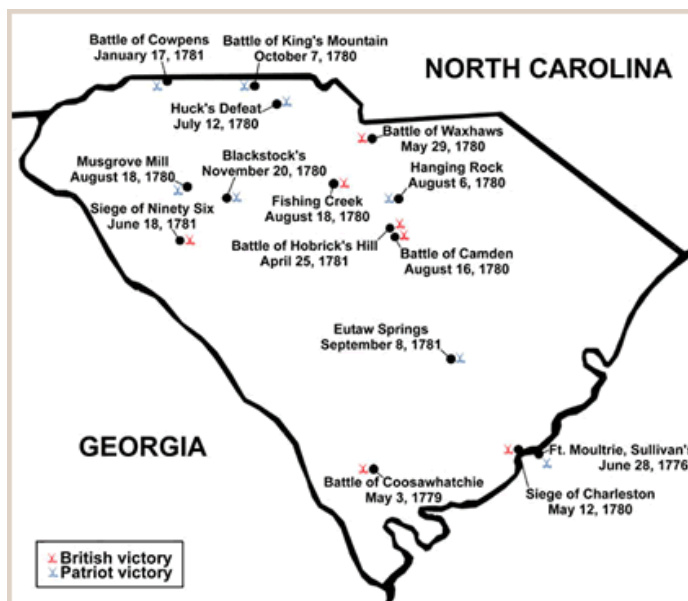 Battle of Cowpens
January 17, 1781
Battle of King's Mountain
October 7, 1780
NORTH CAROLINA
Huck's Defeat
July 12, 1780
Battle of Waxhaws
May 29, 1780
Musgrove Mill
August 18, 1780
Blackstock's
November 20, 1780
Hanging Rock
August 6, 1780
Fishing Creek
August 18, 1780
Siege of Ninety Six
June 18, 1781
Battle of Hobrick's Hill
April 25, 1781
Battle of Camden
August 16, 1780
Eutaw Springs
September 8, 1781
GEORGIA
Ft. Moultrie, Sullivan's
June 28, 1776
Battle of Coosawhatchie
May 3, 1779
Siege of Charleston
May 12, 1780
British victory
Patriot victory